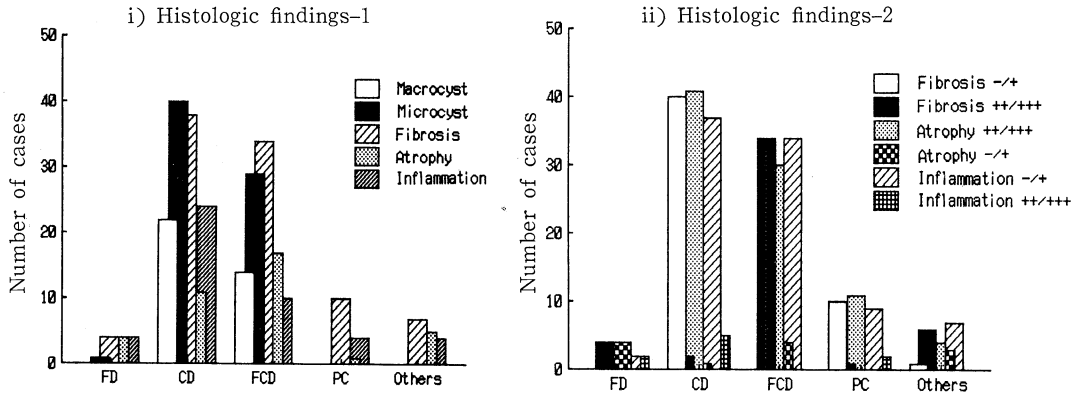 i) Histologic findings–1
50
40
30
20
10
0
Number of cases
Macrocyst
Microcyst
Fibrosis
Atrophy
Inflammation
FD
CD
FCD
PC
Others
ii) Histologic findings–2
50
40
30
20
10
0
Number of cases
Fibrosis -/+
Fibrosis ++/+++
Atrophy ++/+++
Atrophy -/+
Inflammation -/+
Inflammation ++/+++
FD
CD
FCD
PC
Others